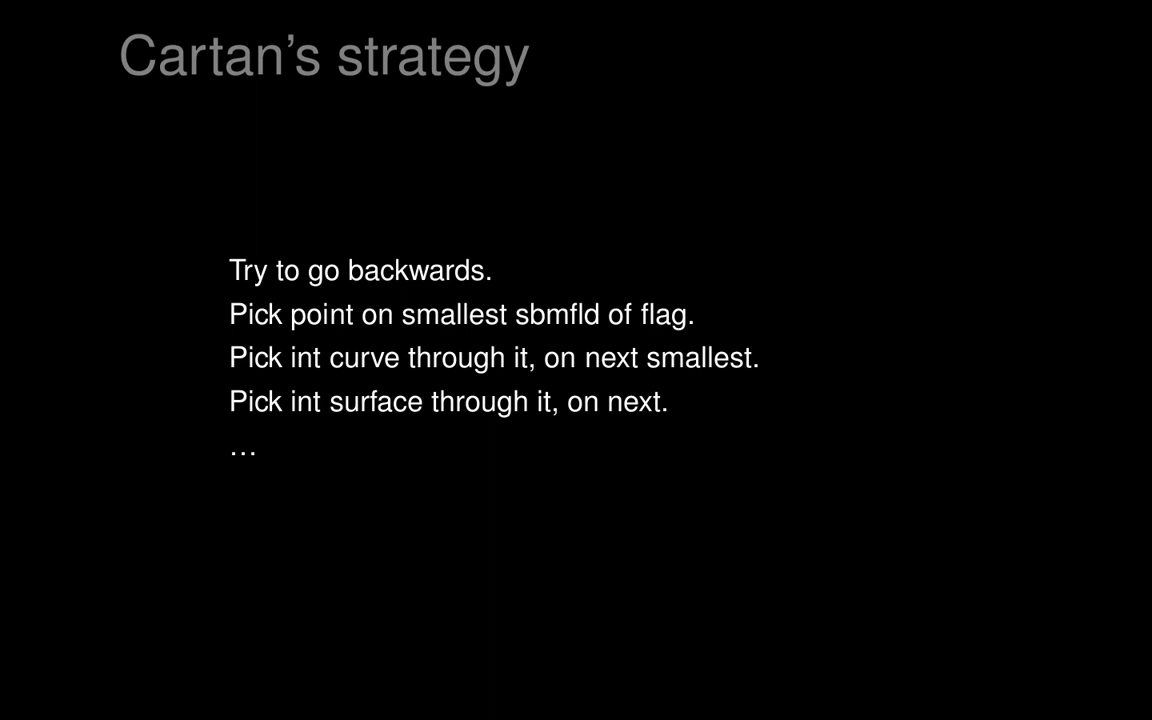 Cartan’s strategy
Try to go backwards.
Pick point on smallest sbmfld of flag.
Pick int curve through it, on next smallest.
Pick int surface through it, on next.
…